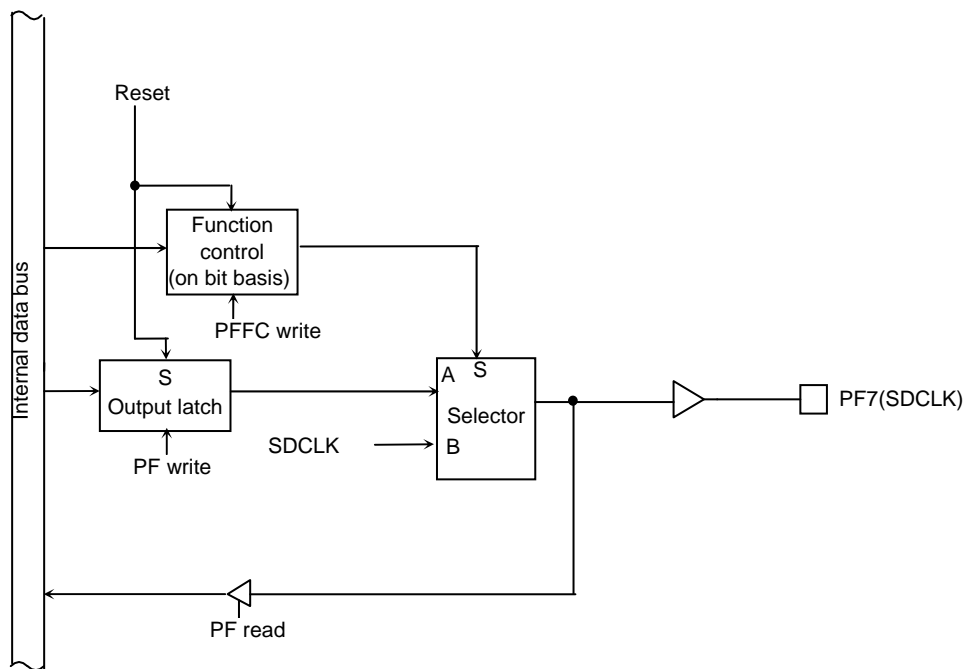 Reset
Internal data bus
Function
control
(on bit basis)
PFFC write
S
Output latch
PF write
A
S
Selector
B
SDCLK
PF7(SDCLK)
PF read